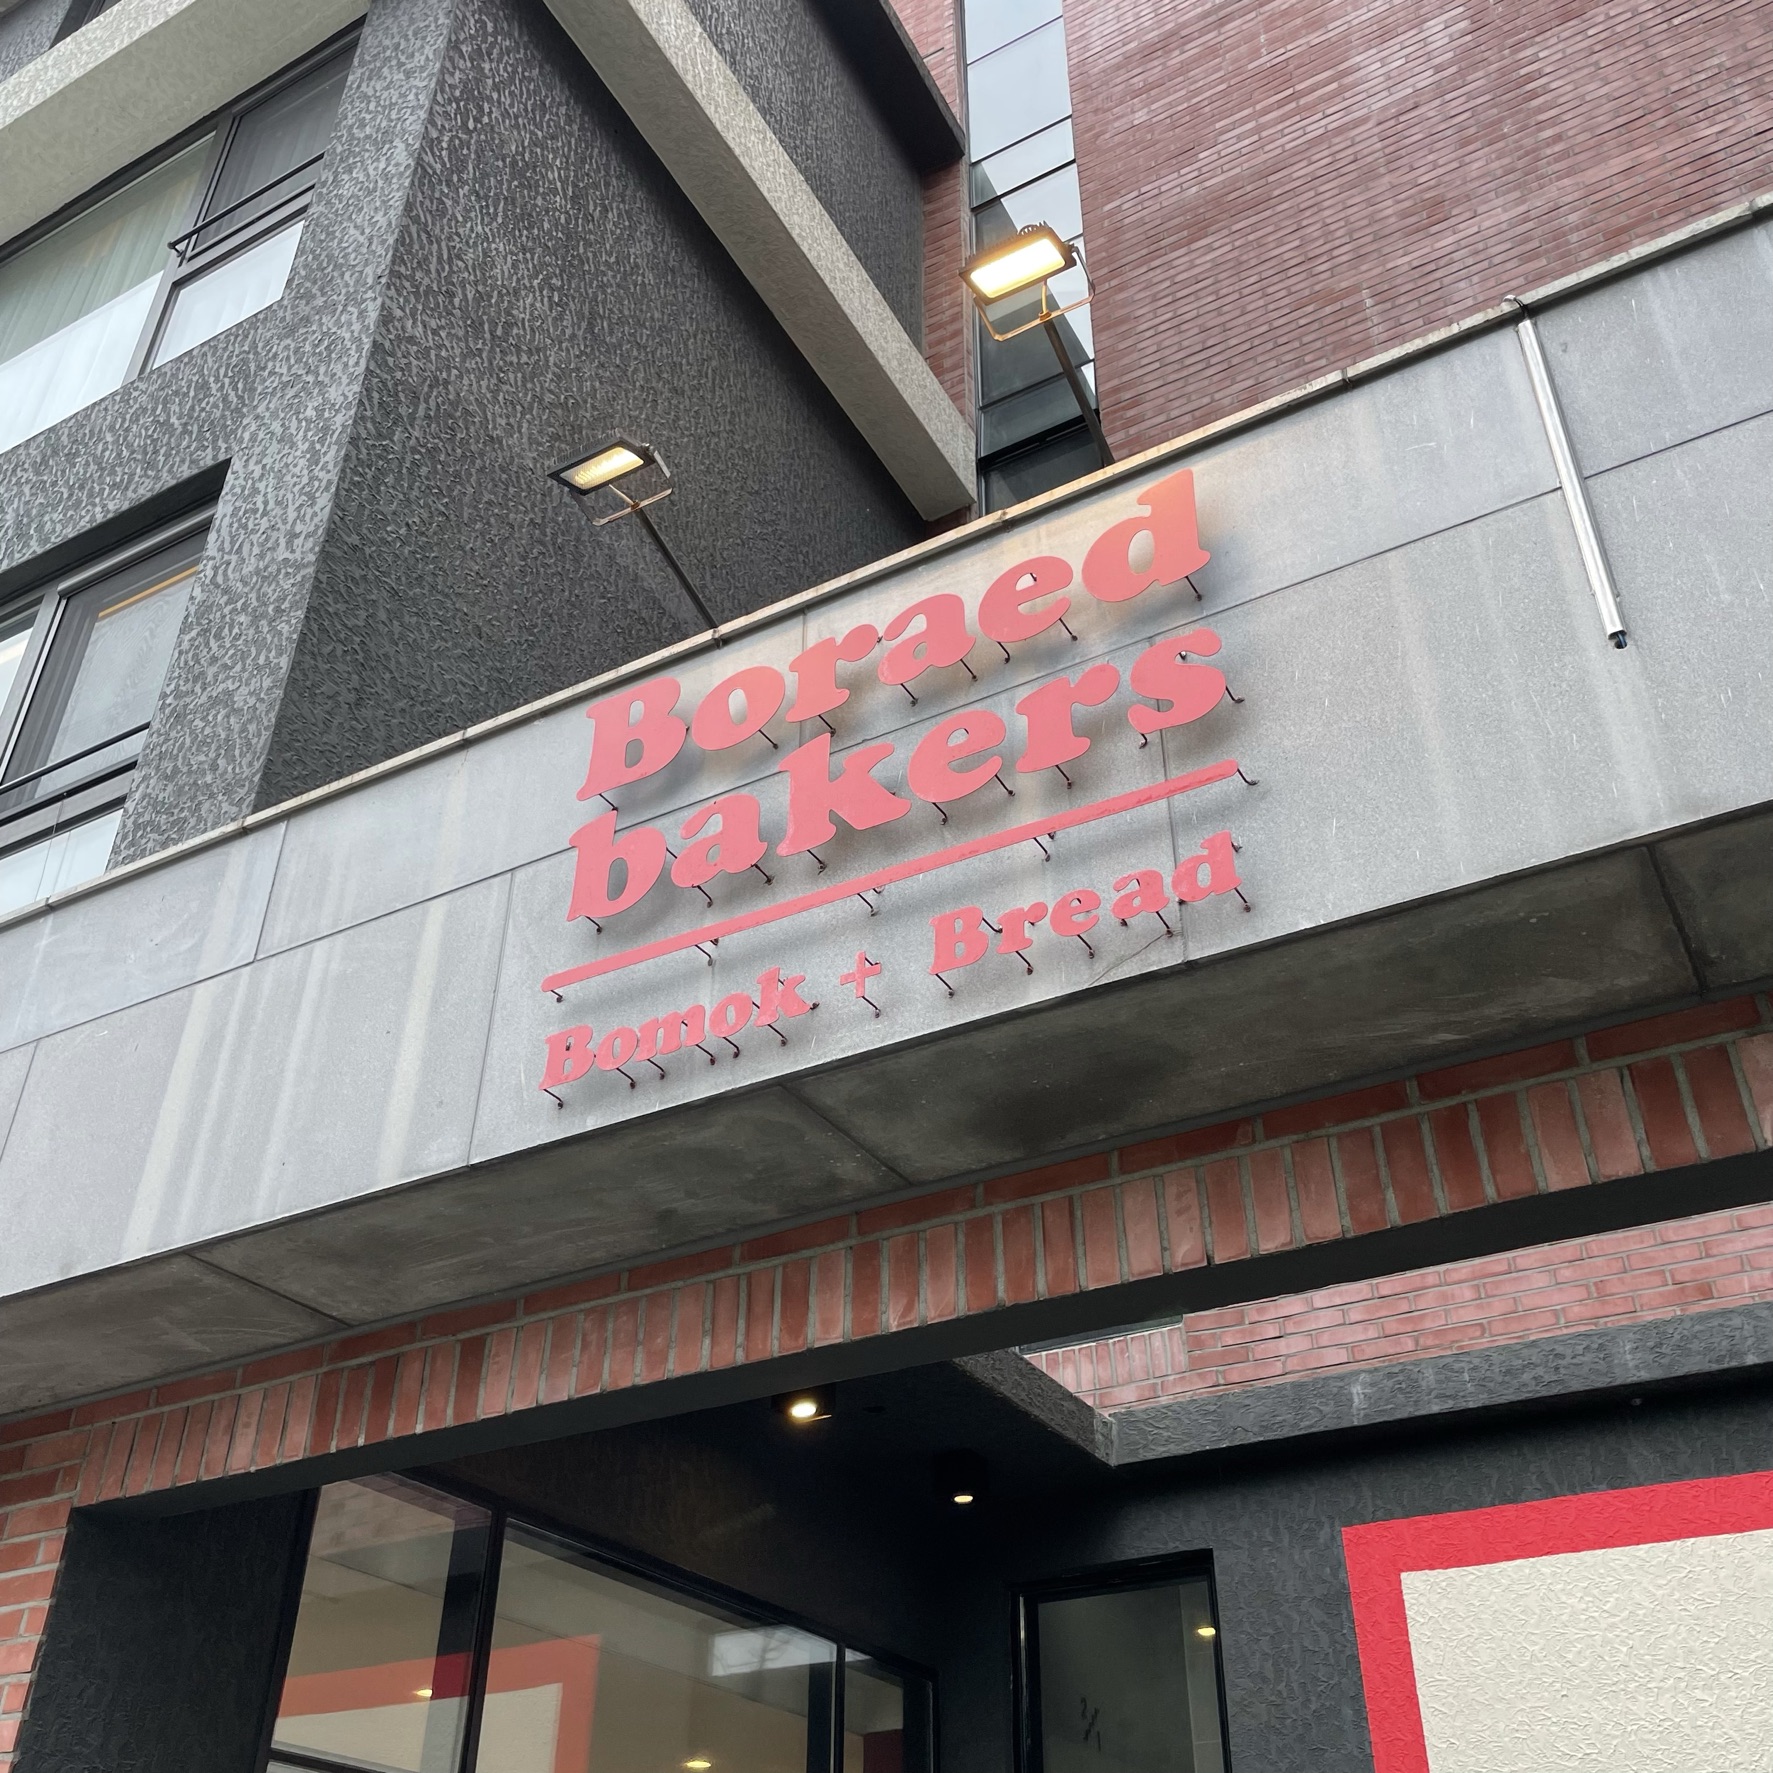 Boraed
bakers
Bomok + Bread